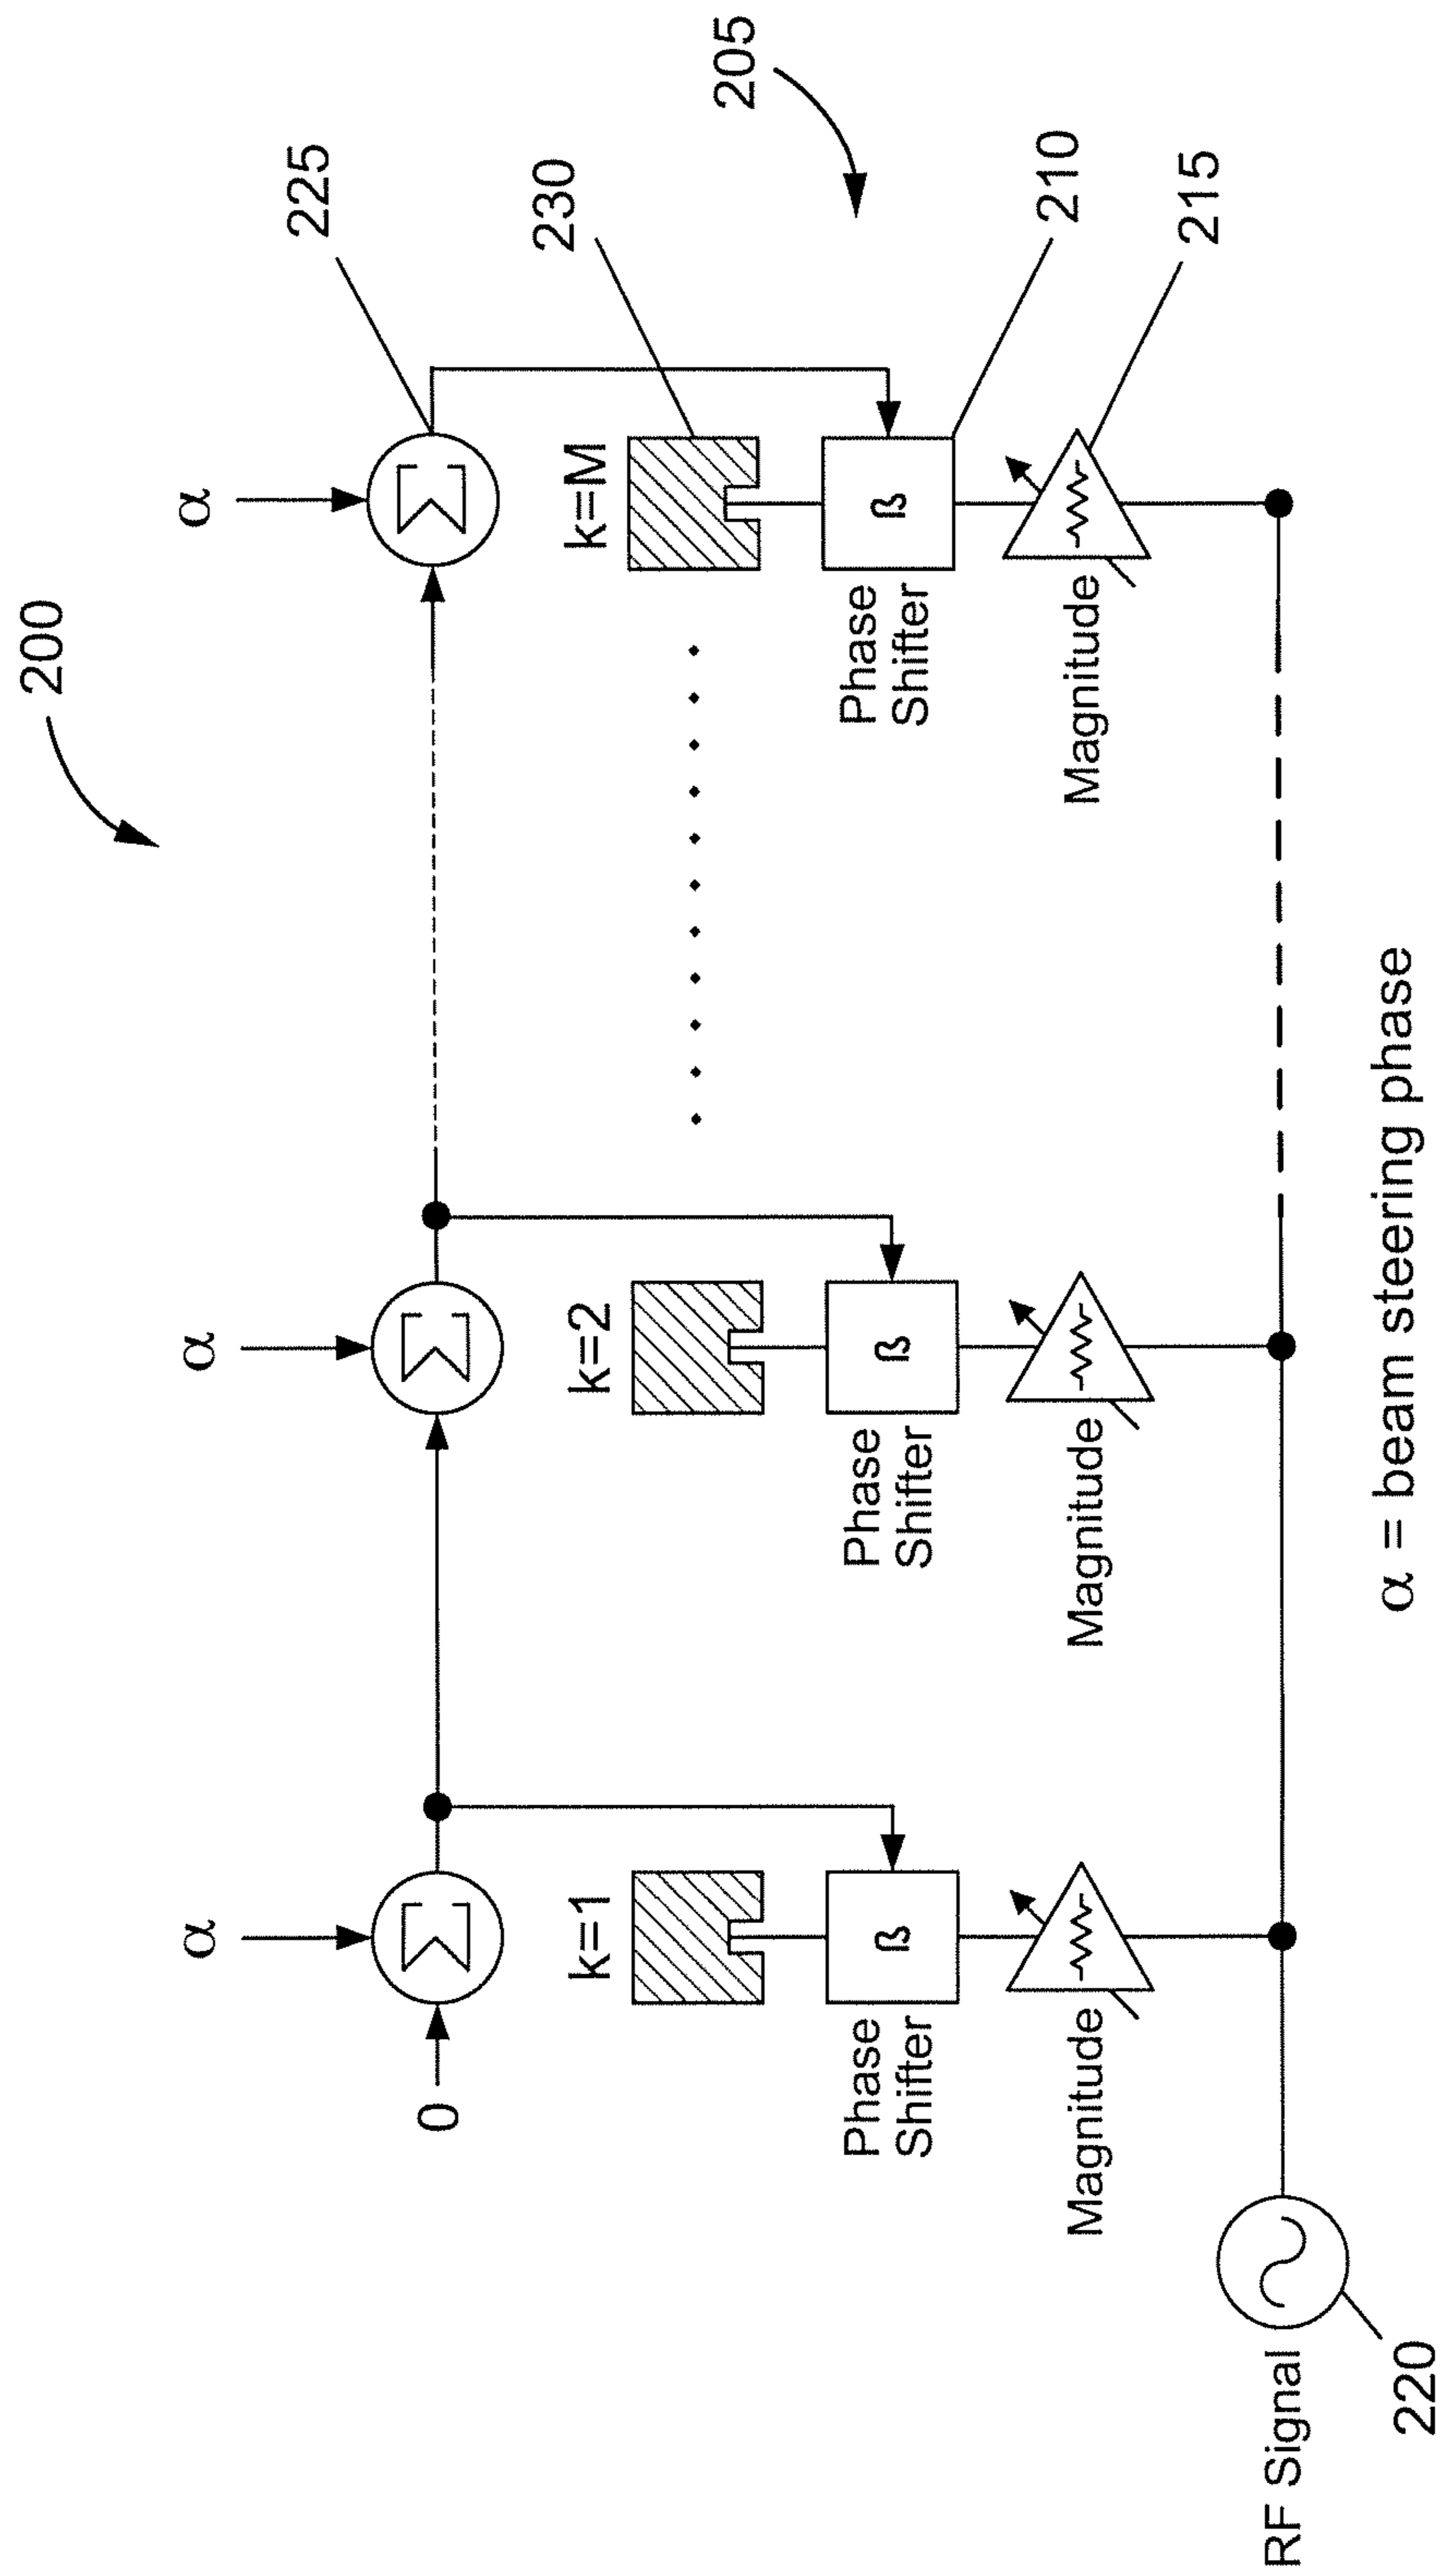 200
α
α
α
225
0
k=1
k=2
k=M
230
205
Phase
Shifter
ß
Phase
Shifter
ß
Phase
Shifter
ß
210
Magnitude
Magnitude
Magnitude
215
RF Signal
220
α = beam steering phase